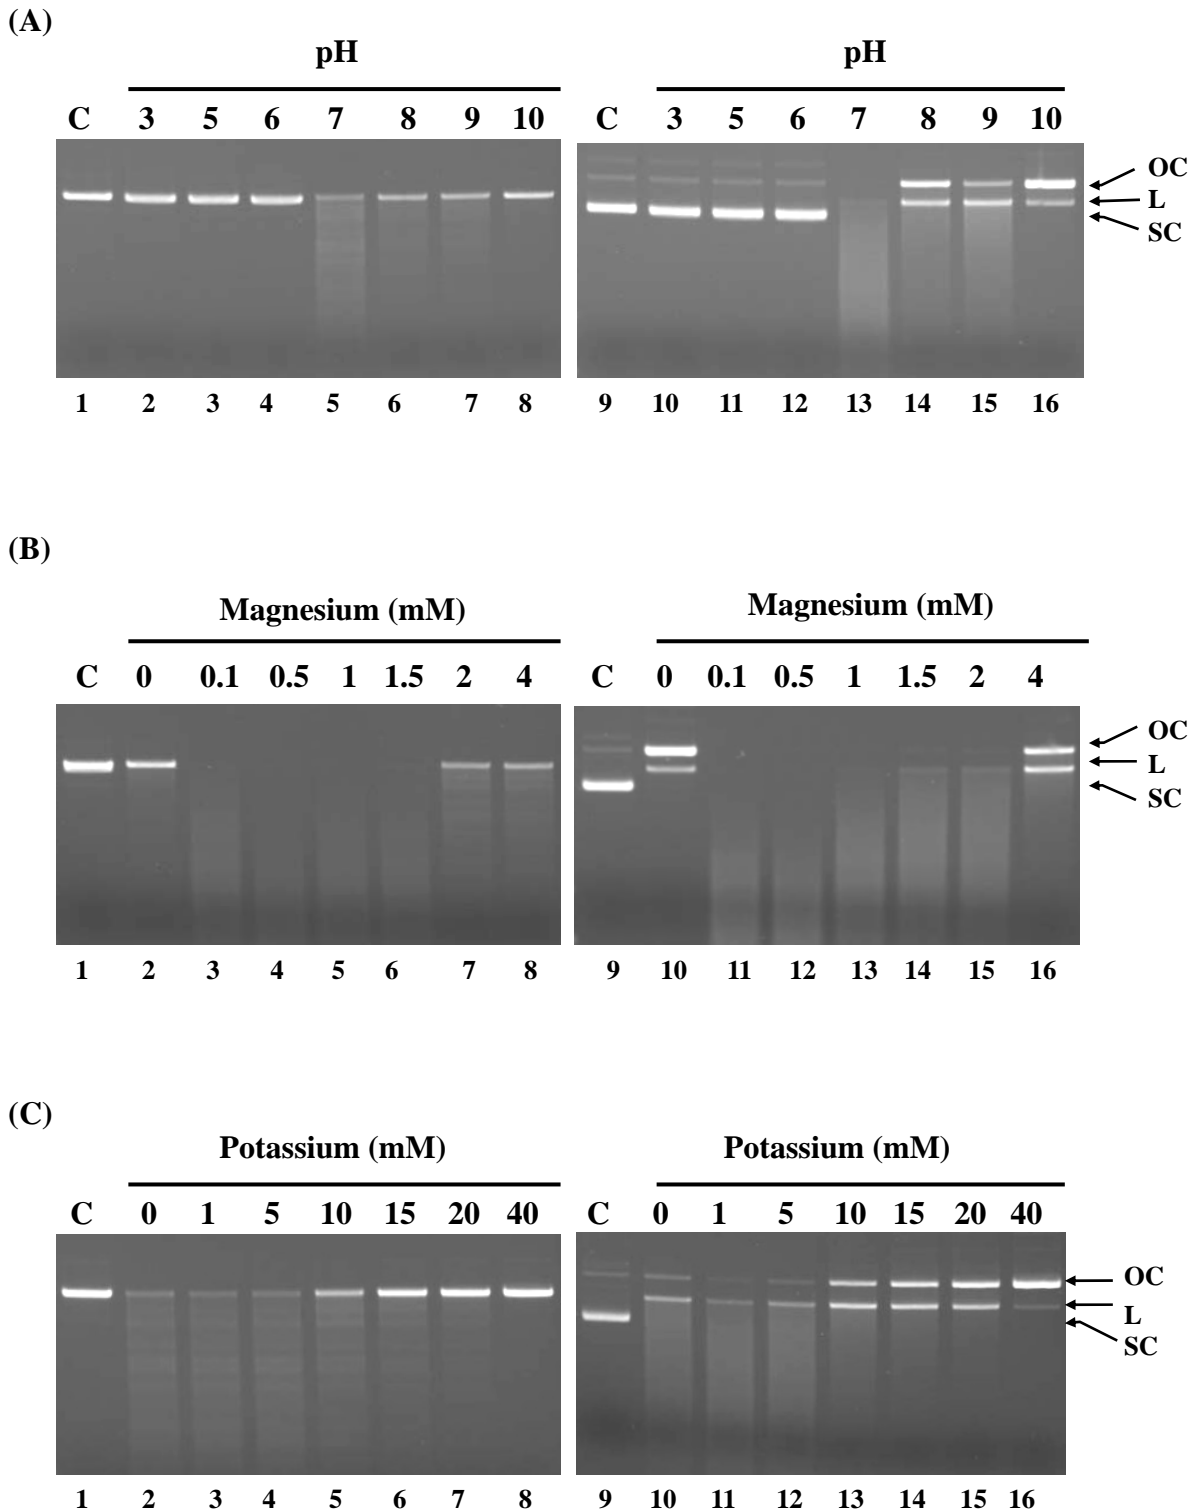 (A)
pH pH
C 3 5 6 7 8 9 10 C 3 5 6 7 8 9 10
OC
L
SC
1 2 3 4 5 6 7 8 9 10 11 12 13 14 15 16
(B)
Magnesium (mM) Magnesium (mM)
C 0 0.1 0.5 1 1.5 2 4 C 0 0.1 0.5 1 1.5 2 4
OC
L
SC
1 2 3 4 5 6 7 8 9 10 11 12 13 14 15 16
(C)
Potassium (mM) Potassium (mM)
C 0 1 5 10 15 20 40 C 0 1 5 10 15 20 40
OC
L
SC
1 2 3 4 5 6 7 8 9 10 11 12 13 14 15 16